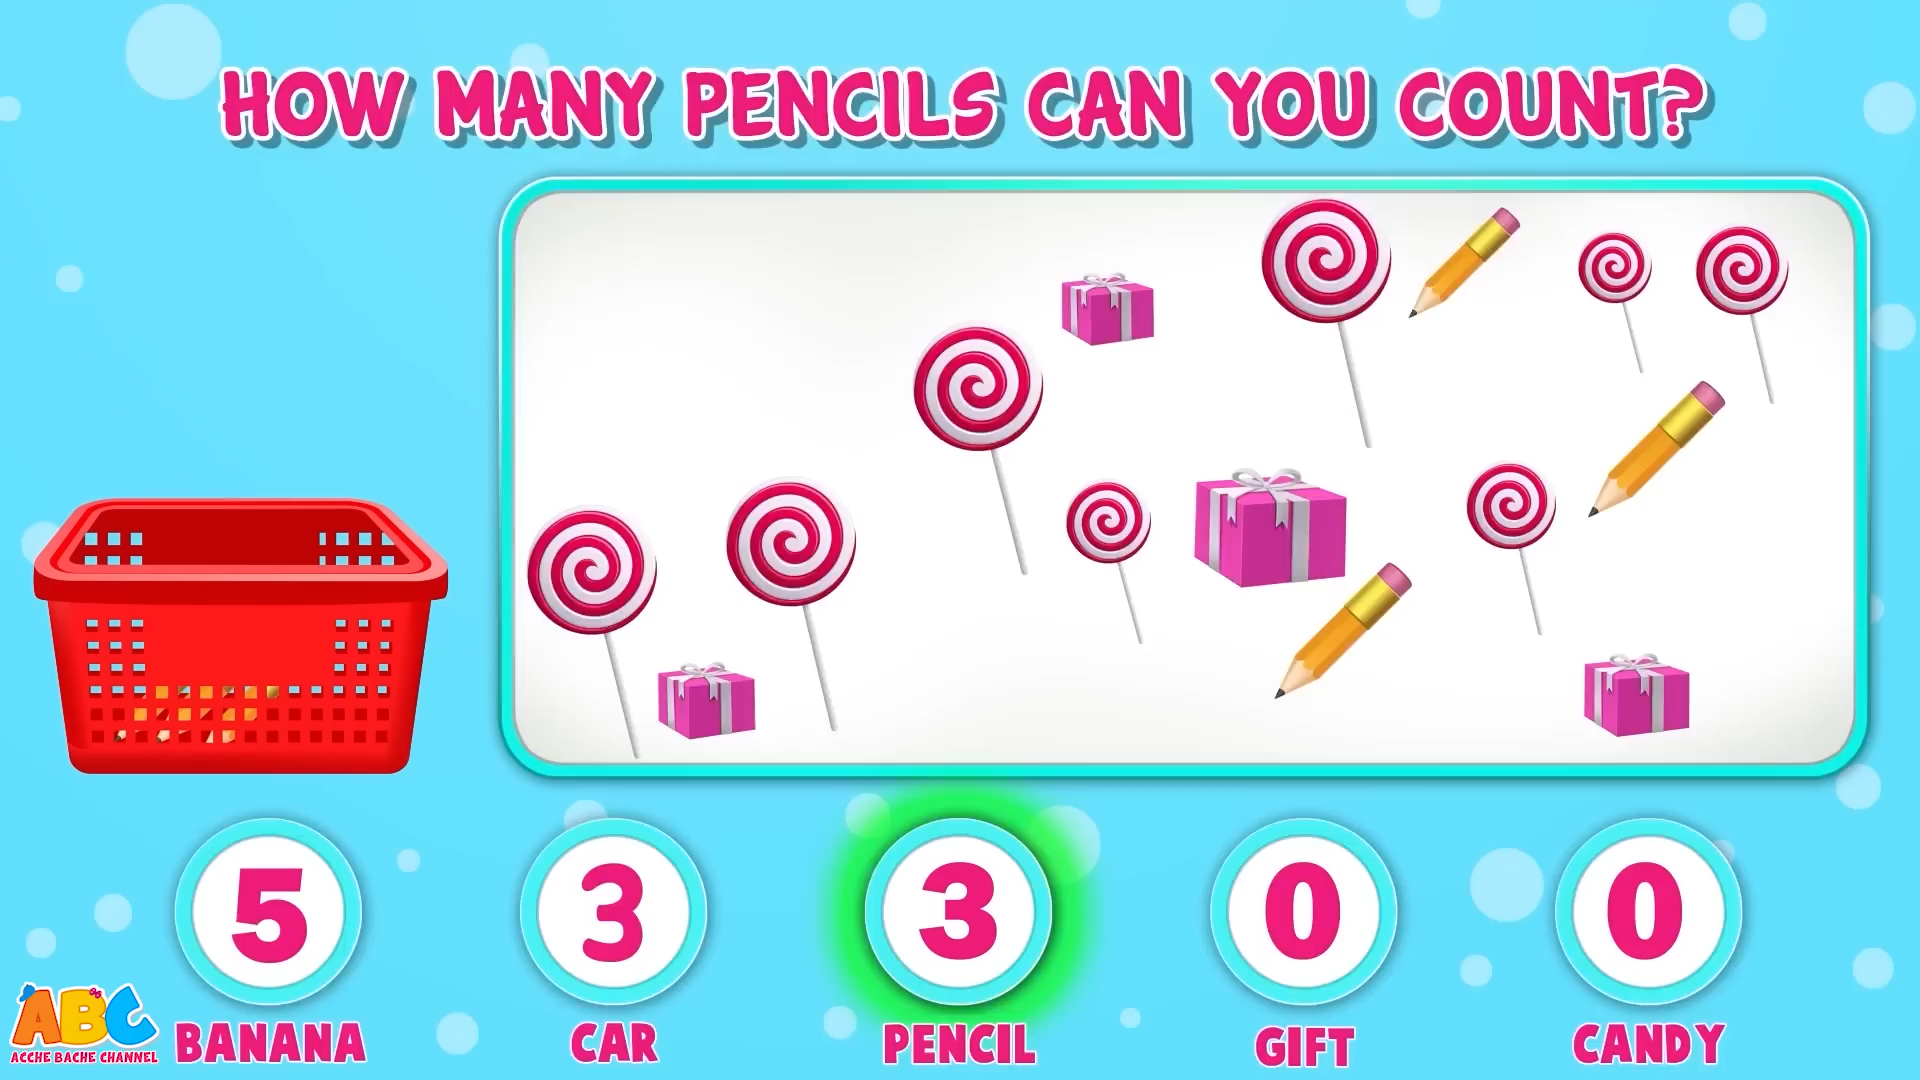 HOW MANY PENCILS CAN YOU COUNT?
5 3 3 0 0
BANANA CAR PENCIL GIFT CANDY
ABC
ACCHE BACHE CHANNEL